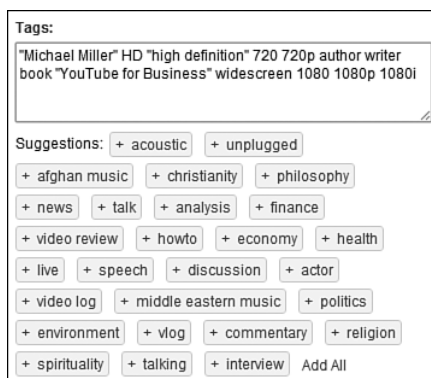 Tags:
"Michael Miller" HD "high definition" 720 720p author writer
book "YouTube for Business" widescreen 1080 1080p 1080i
Suggestions: + acoustic + unplugged
+ afghan music + christianity + philosophy
+ news + talk + analysis + finance
+ video review + howto + economy + health
+ live + speech + discussion + actor
+ video log + middle eastern music + politics
+ environment + vlog + commentary + religion
+ spirituality + talking + interview Add All